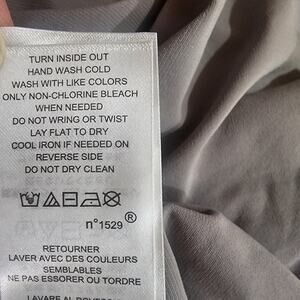 TURN INSIDE OUT
HAND WASH COLD
WASH WITH LIKE COLORS
ONLY NON-CHLORINE BLEACH
WHEN NEEDED
DO NOT WRING OR TWIST
LAY FLAT TO DRY
COOL IRON IF NEEDED ON
REVERSE SIDE
DO NOT DRY CLEAN
n°1529®
RETOURNER
LAVER AVEC DES COULEURS
SEMBLABLES
NE PAS ESSORER OU TORDRE